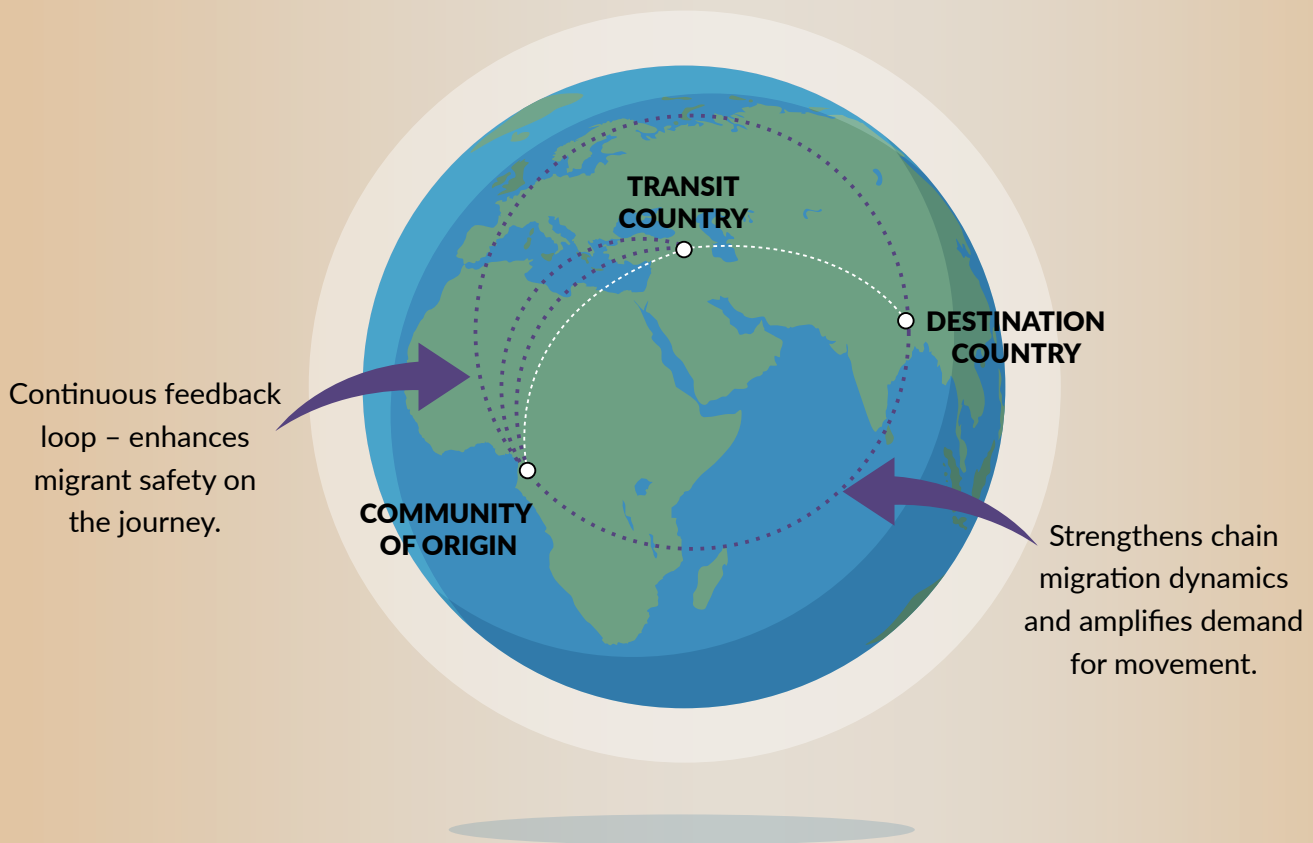 TRANSIT
COUNTRY
DESTINATION
COUNTRY
Continuous feedback
loop – enhances
migrant safety on
the journey.
COMMUNITY
OF ORIGIN
Strengthens chain
migration dynamics
and amplifies demand
for movement.